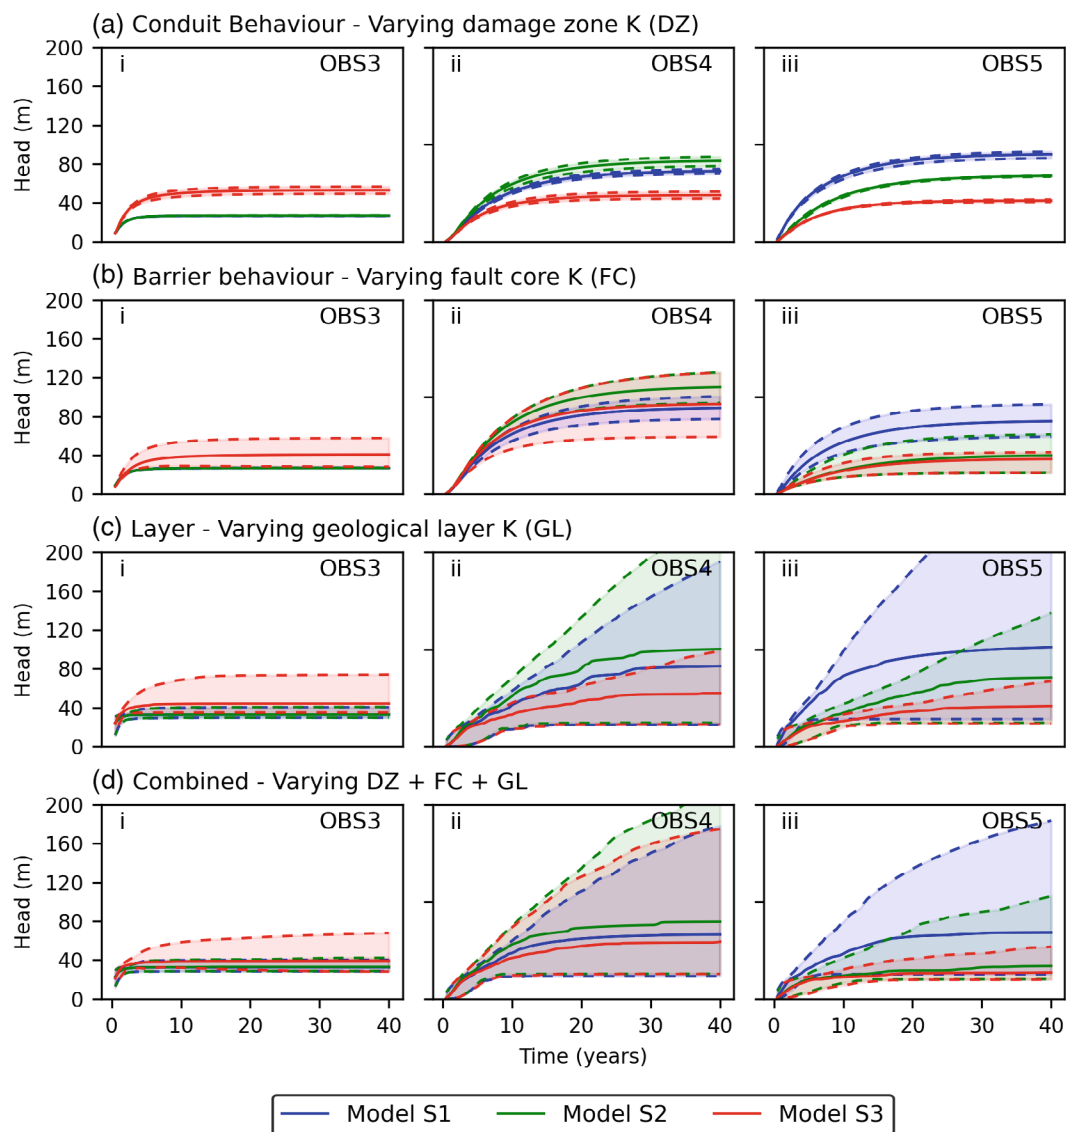 (a) Conduit Behaviour - Varying damage zone K (DZ)
200
160
120
80
40
0
Head (m)
i
OBS3
ii
OBS4
iii
OBS5
(b) Barrier behaviour - Varying fault core K (FC)
200
160
120
80
40
0
Head (m)
i
OBS3
ii
OBS4
iii
OBS5
(c) Layer - Varying geological layer K (GL)
200
160
120
80
40
0
Head (m)
i
OBS3
ii
OBS4
iii
OBS5
(d) Combined - Varying DZ + FC + GL
200
160
120
80
40
0
Head (m)
i
OBS3
ii
OBS4
iii
OBS5
0 10 20 30 40
0 10 20 30 40
0 10 20 30 40
Time (years)
Model S1 Model S2 Model S3